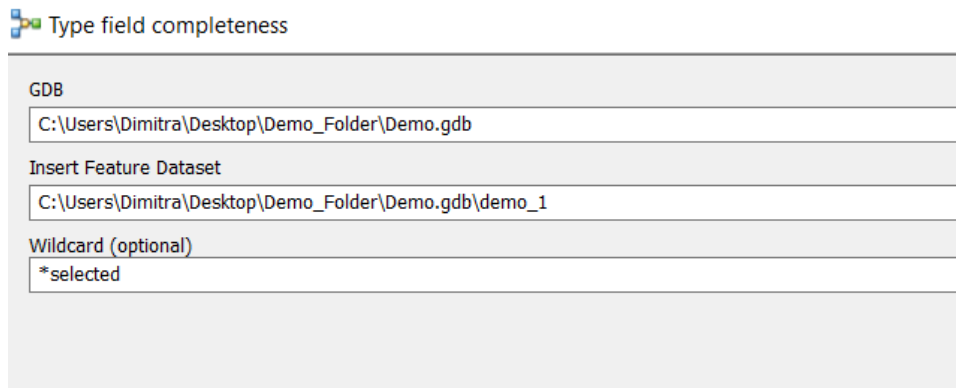 Type field completeness
GDB
C:\Users\Dimitra\Desktop\Demo_Folder\Demo.gdb
Insert Feature Dataset
C:\Users\Dimitra\Desktop\Demo_Folder\Demo.gdb\demo_1
Wildcard (optional)
*selected